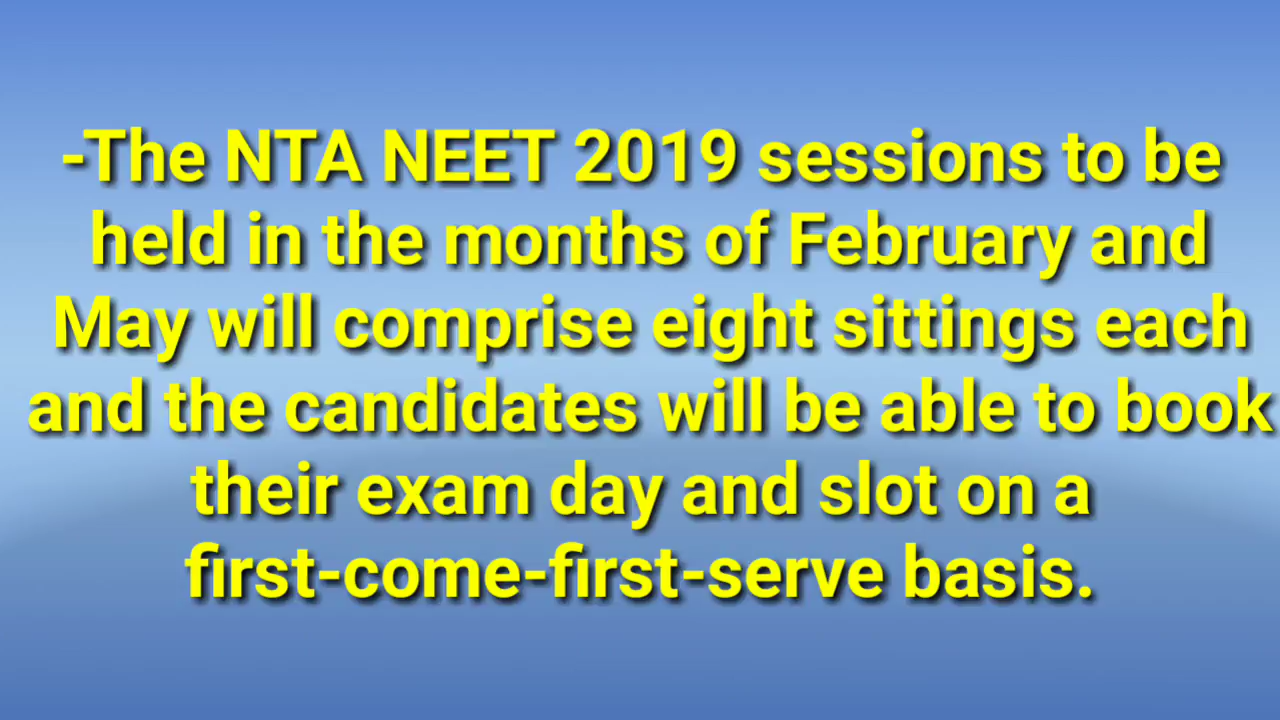 -The NTA NEET 2019 sessions to be
held in the months of February and
May will comprise eight sittings each
and the candidates will be able to book
their exam day and slot on a
first-come-first-serve basis.